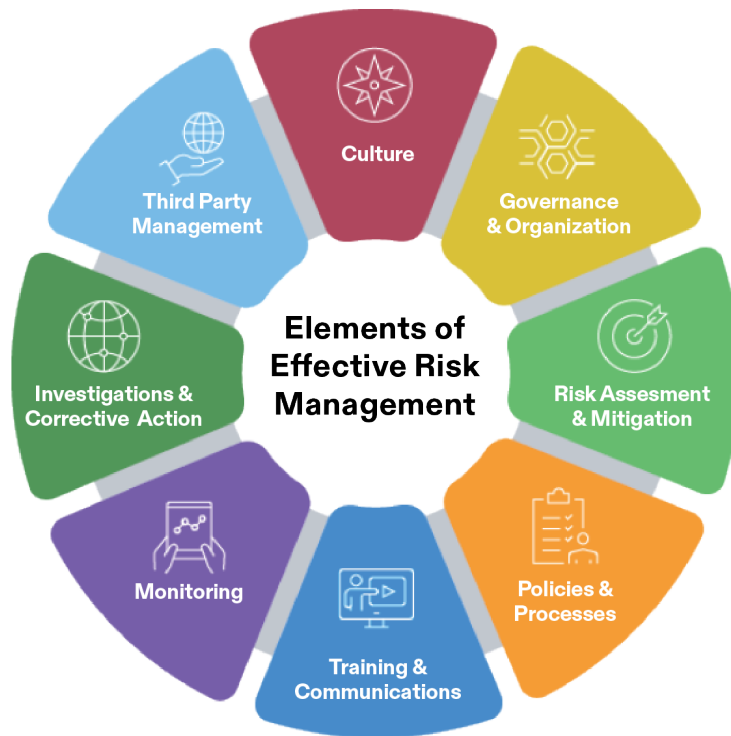 Culture
Governance
& Organization
Risk Assesment
& Mitigation
Policies &
Processes
Training &
Communications
Monitoring
Investigations &
Corrective Action
Third Party
Management
Elements of
Effective Risk
Management